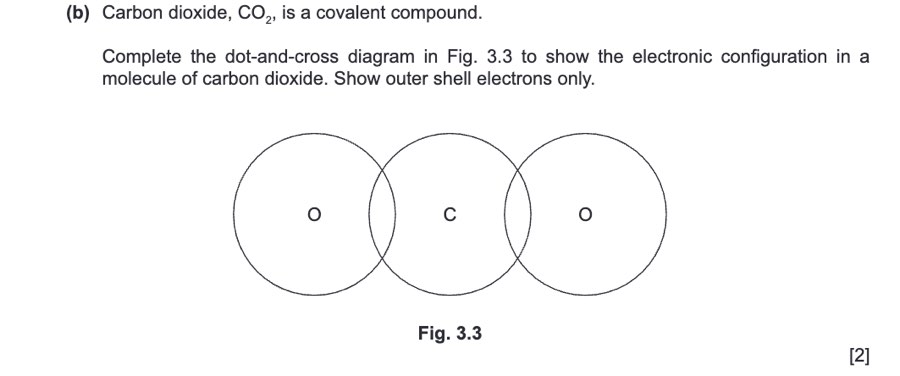 (b) Carbon dioxide, CO₂, is a covalent compound.
Complete the dot-and-cross diagram in Fig. 3.3 to show the electronic configuration in a
molecule of carbon dioxide. Show outer shell electrons only.
O C O
Fig. 3.3
[2]